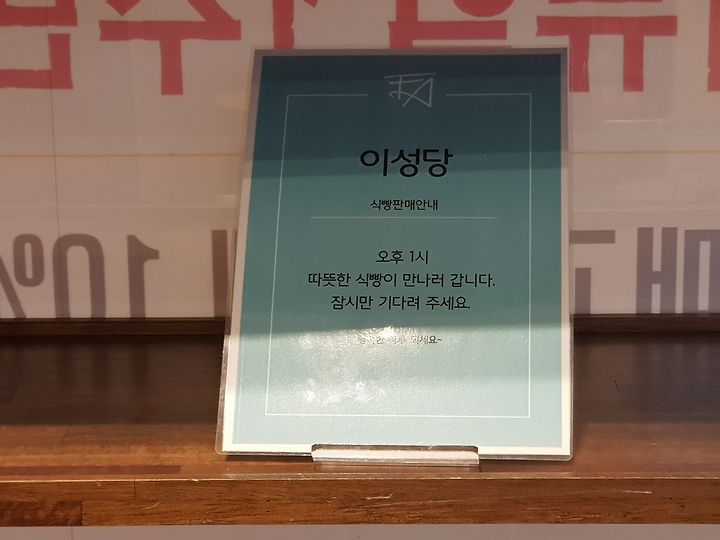 이성당
식빵판매안내
오후 1시
따뜻한 식빵이 만나러 갑니다.
잠시만 기다려 주세요.
10%